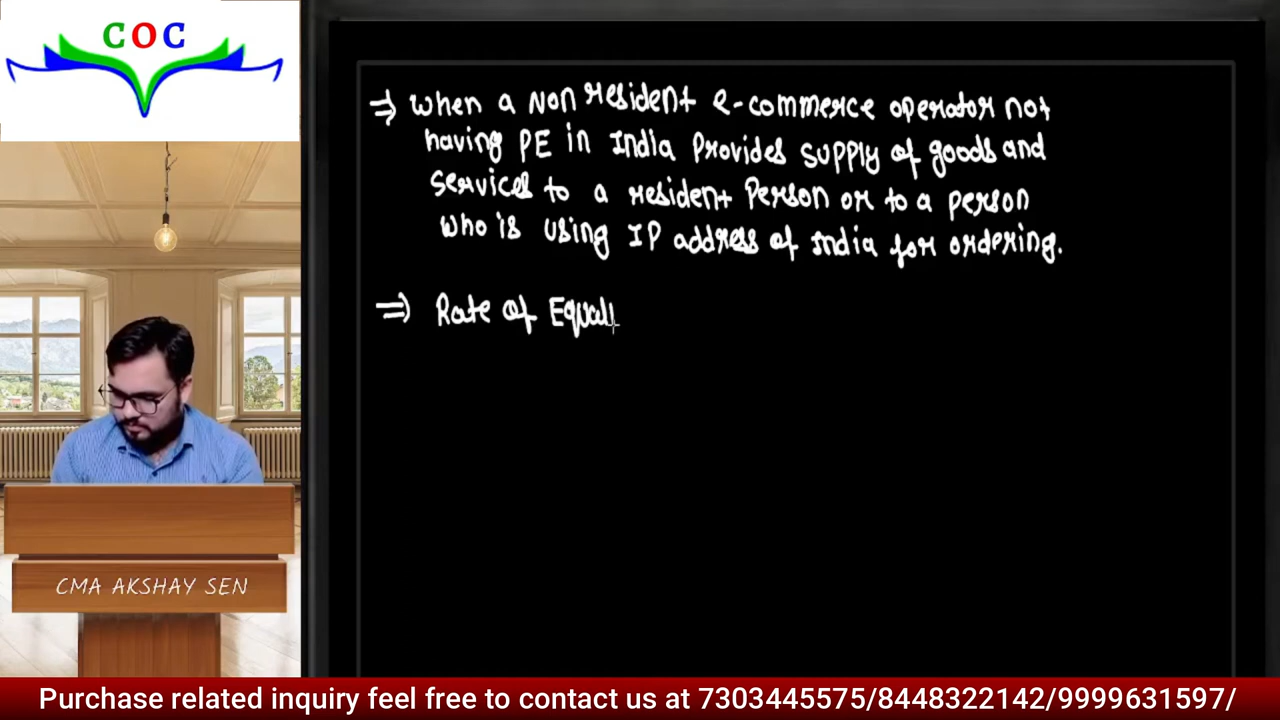 COC
⇒ When a Non resident e-commerce operator not
having PE in India Provides supply of goods and
services to a resident Person or to a person
who is using IP address of India for ordering.
⇒ Rate of Equali
CMA AKSHAY SEN
Purchase related inquiry feel free to contact us at 7303445575/8448322142/9999631597/